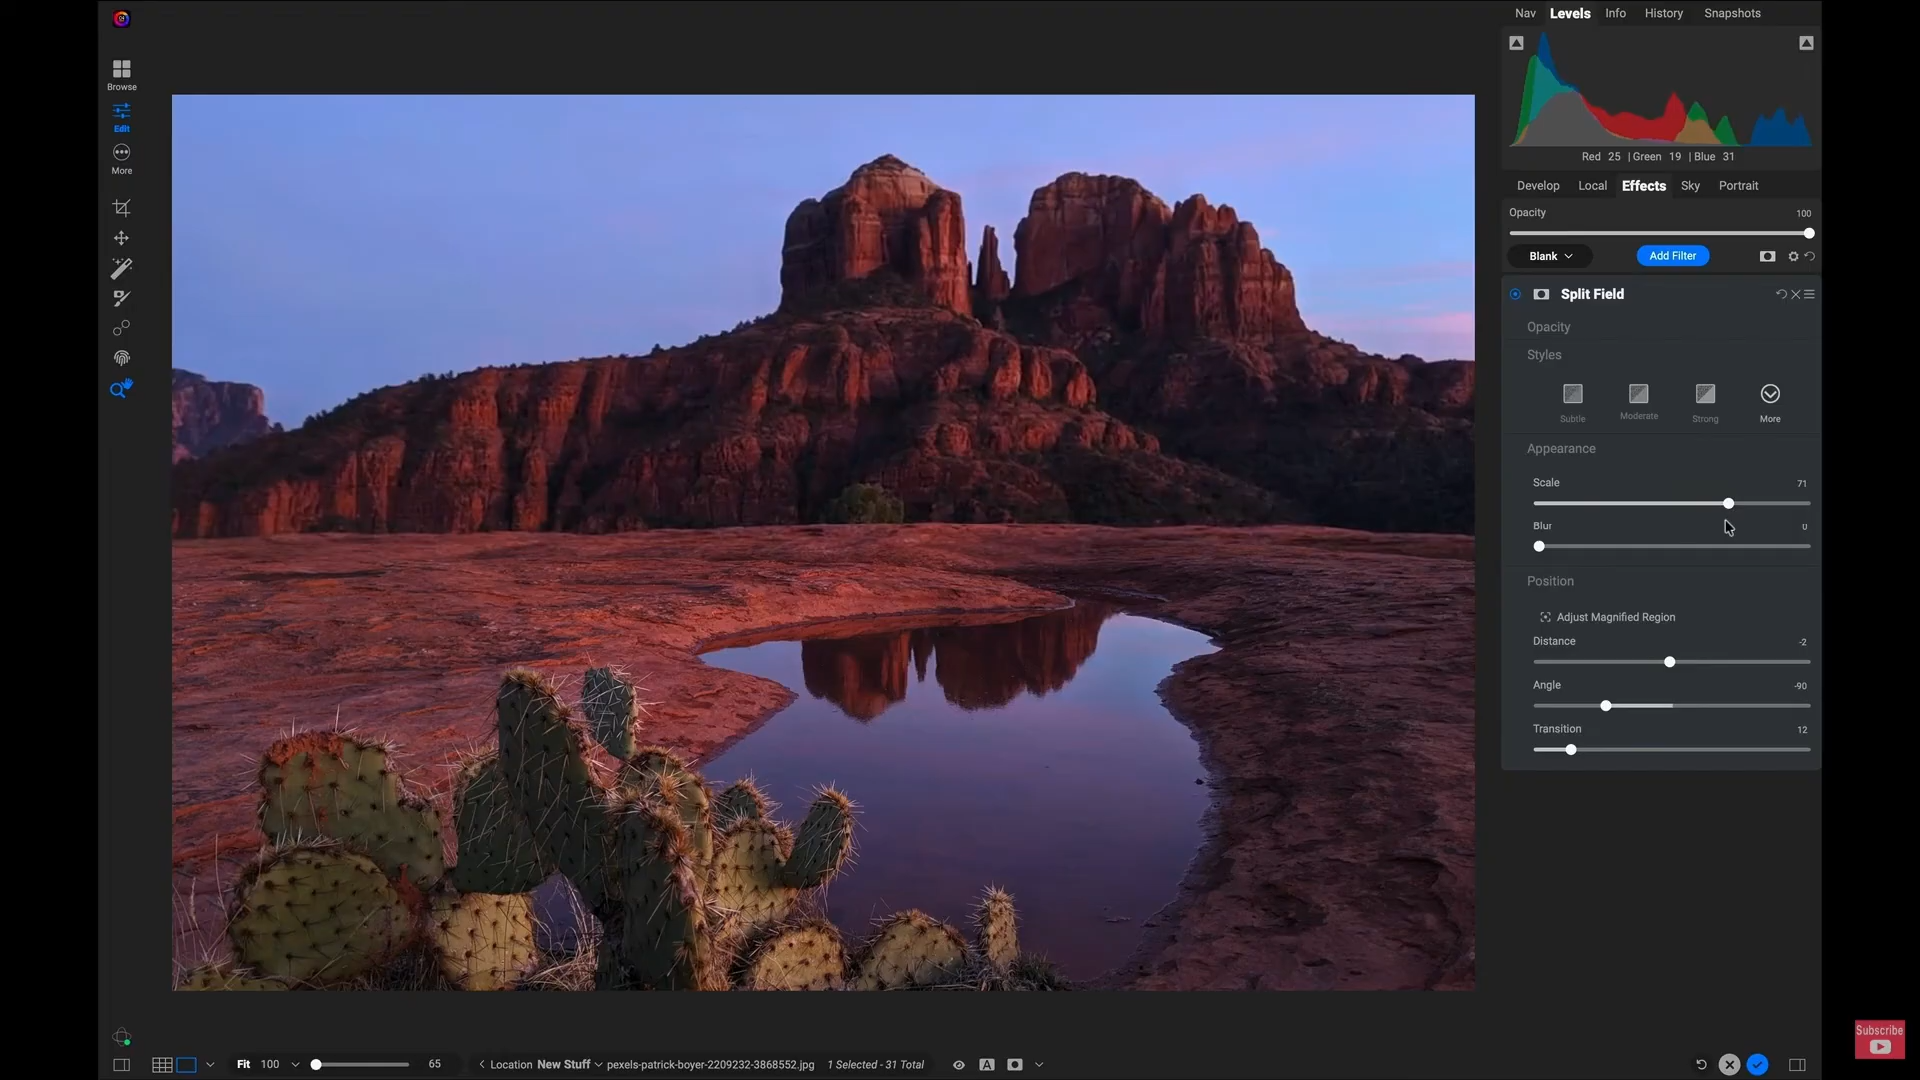 Nav Levels Info History Snapshots
Browse
Edit
More
Red 25 | Green 19 | Blue 31
Develop Local Effects Sky Portrait
Opacity 100
Blank Add Filter
Split Field
Opacity
Styles
Subtle Moderate Strong More
Appearance
Scale 71
Blur 0
Position
Adjust Magnified Region
Distance -2
Angle -90
Transition 12
Subscribe
Fit 100 65 Location New Stuff pexels-patrick-boyer-2209232-3868552.jpg 1 Selected - 31 Total A